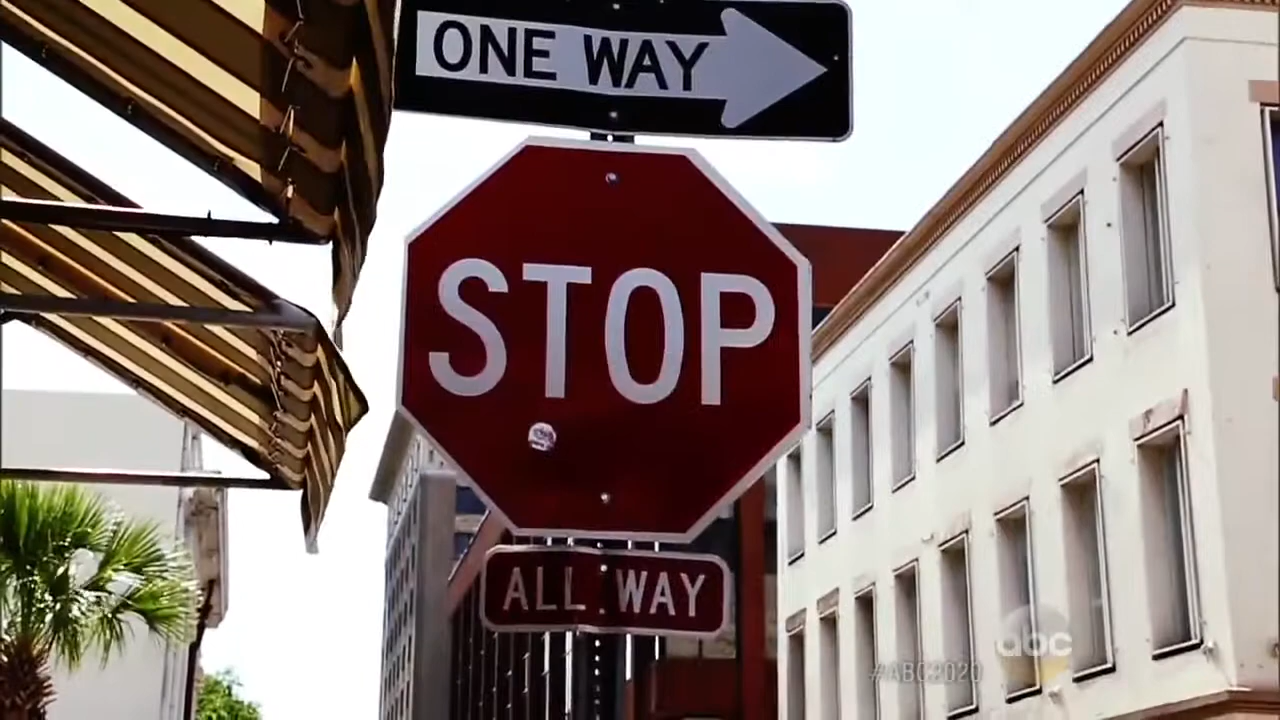 ONE WAY
STOP
ALL WAY
abc
#ABC2020